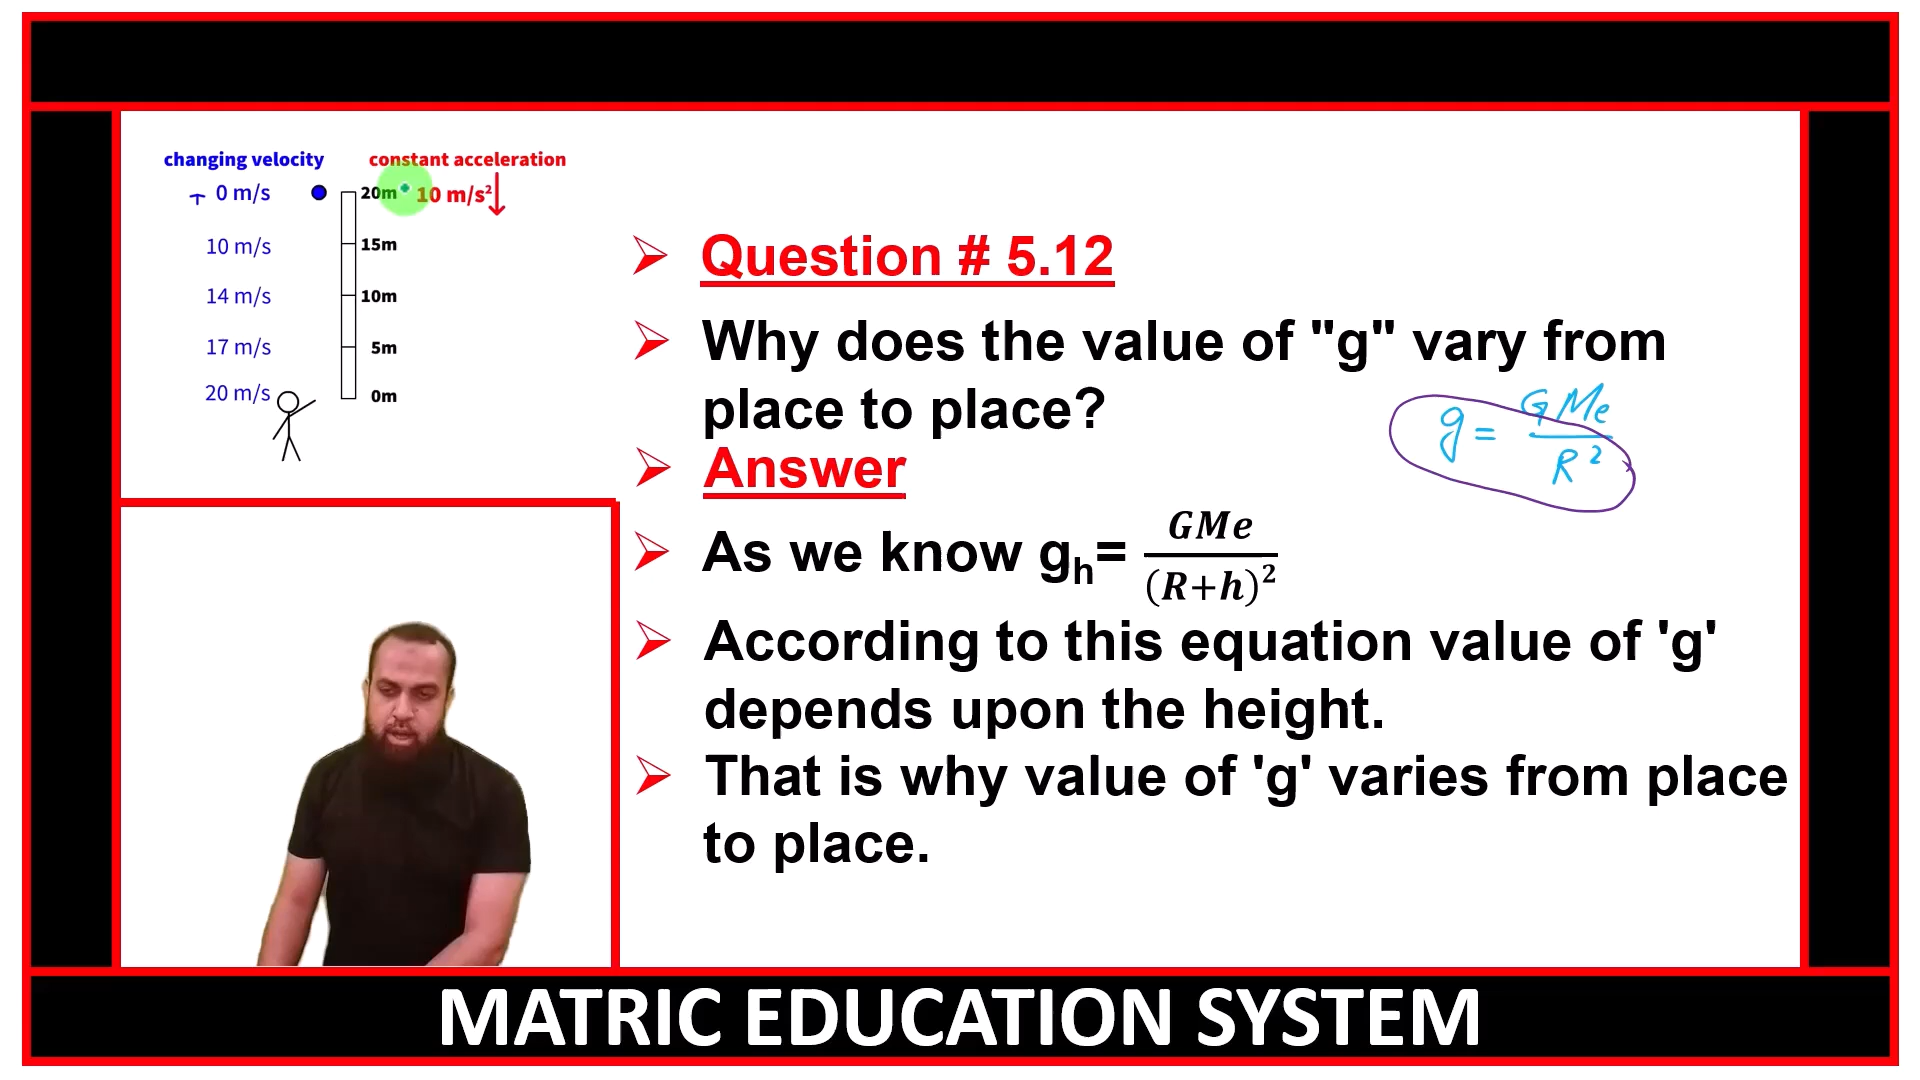 changing velocity
constant acceleration
0 m/s
20m
10 m/s²
10 m/s
15m
14 m/s
10m
17 m/s
5m
20 m/s
0m
Question # 5.12
Why does the value of "g" vary from
place to place?
g = GMe / R²
Answer
As we know gₕ= GMe / (R+h)²
According to this equation value of 'g'
depends upon the height.
That is why value of 'g' varies from place
to place.
MATRIC EDUCATION SYSTEM